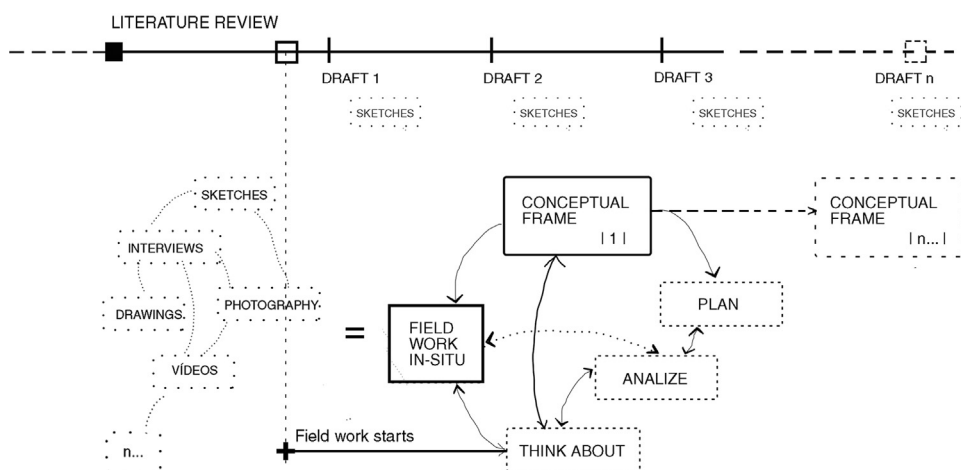 LITERATURE REVIEW
DRAFT 1
DRAFT 2
DRAFT 3
DRAFT n
SKETCHES
SKETCHES
SKETCHES
SKETCHES
SKETCHES
INTERVIEWS
DRAWINGS
PHOTOGRAPHY
VÍDEOS
n...
=
CONCEPTUAL
FRAME
| 1 |
CONCEPTUAL
FRAME
| n... |
PLAN
FIELD
WORK
IN-SITU
ANALIZE
Field work starts
THINK ABOUT